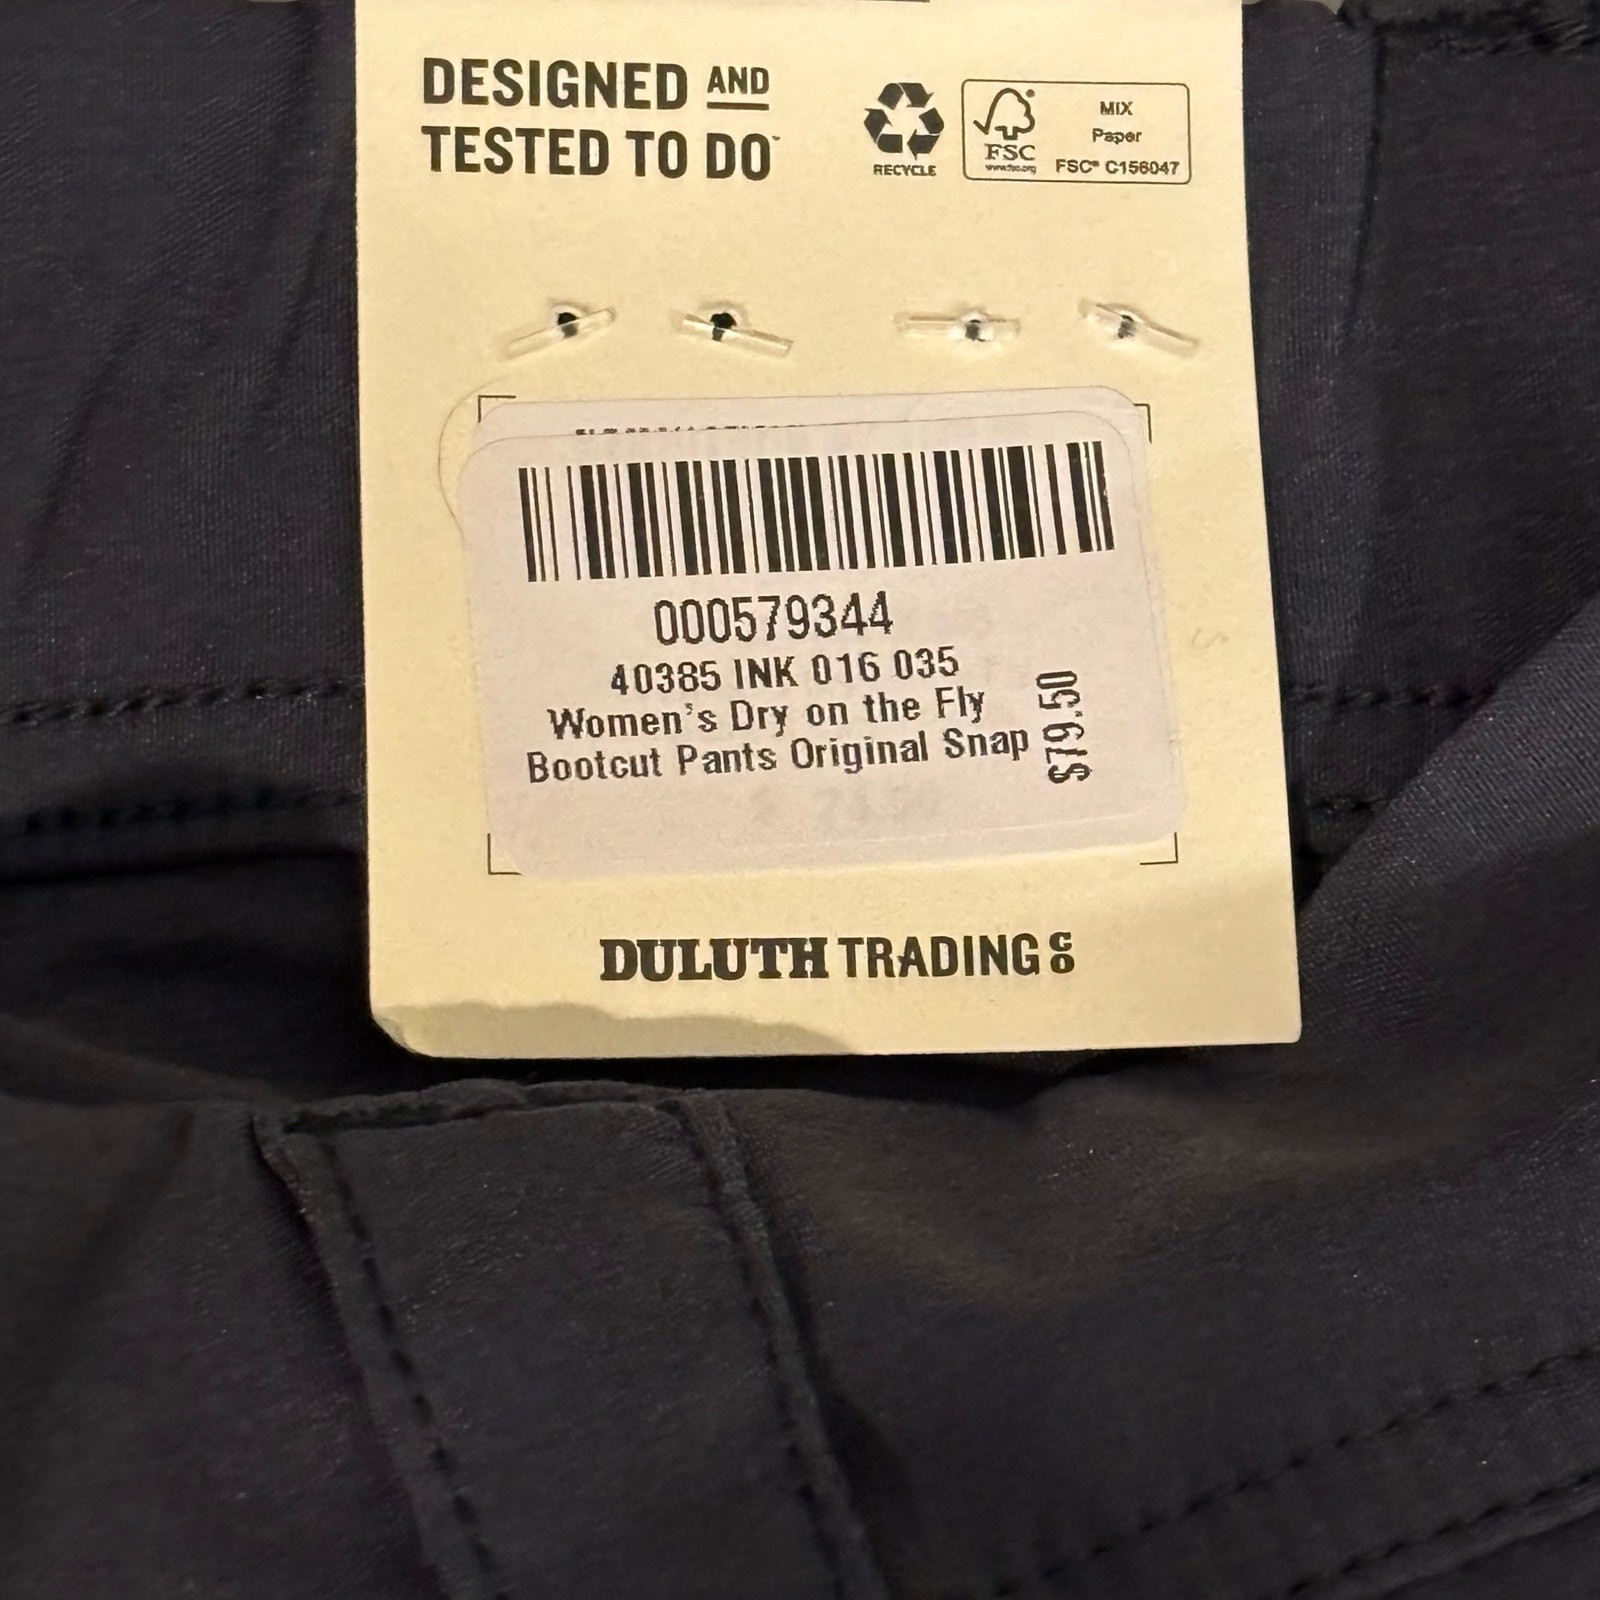 DESIGNED AND
TESTED TO DO™
RECYCLE
FSC®
www.fsc.org
MIX
Paper
FSC® C156047
000579344
40385 INK 016 035
Women's Dry on the Fly
Bootcut Pants Original Snap
$79.50
DULUTH TRADING CO